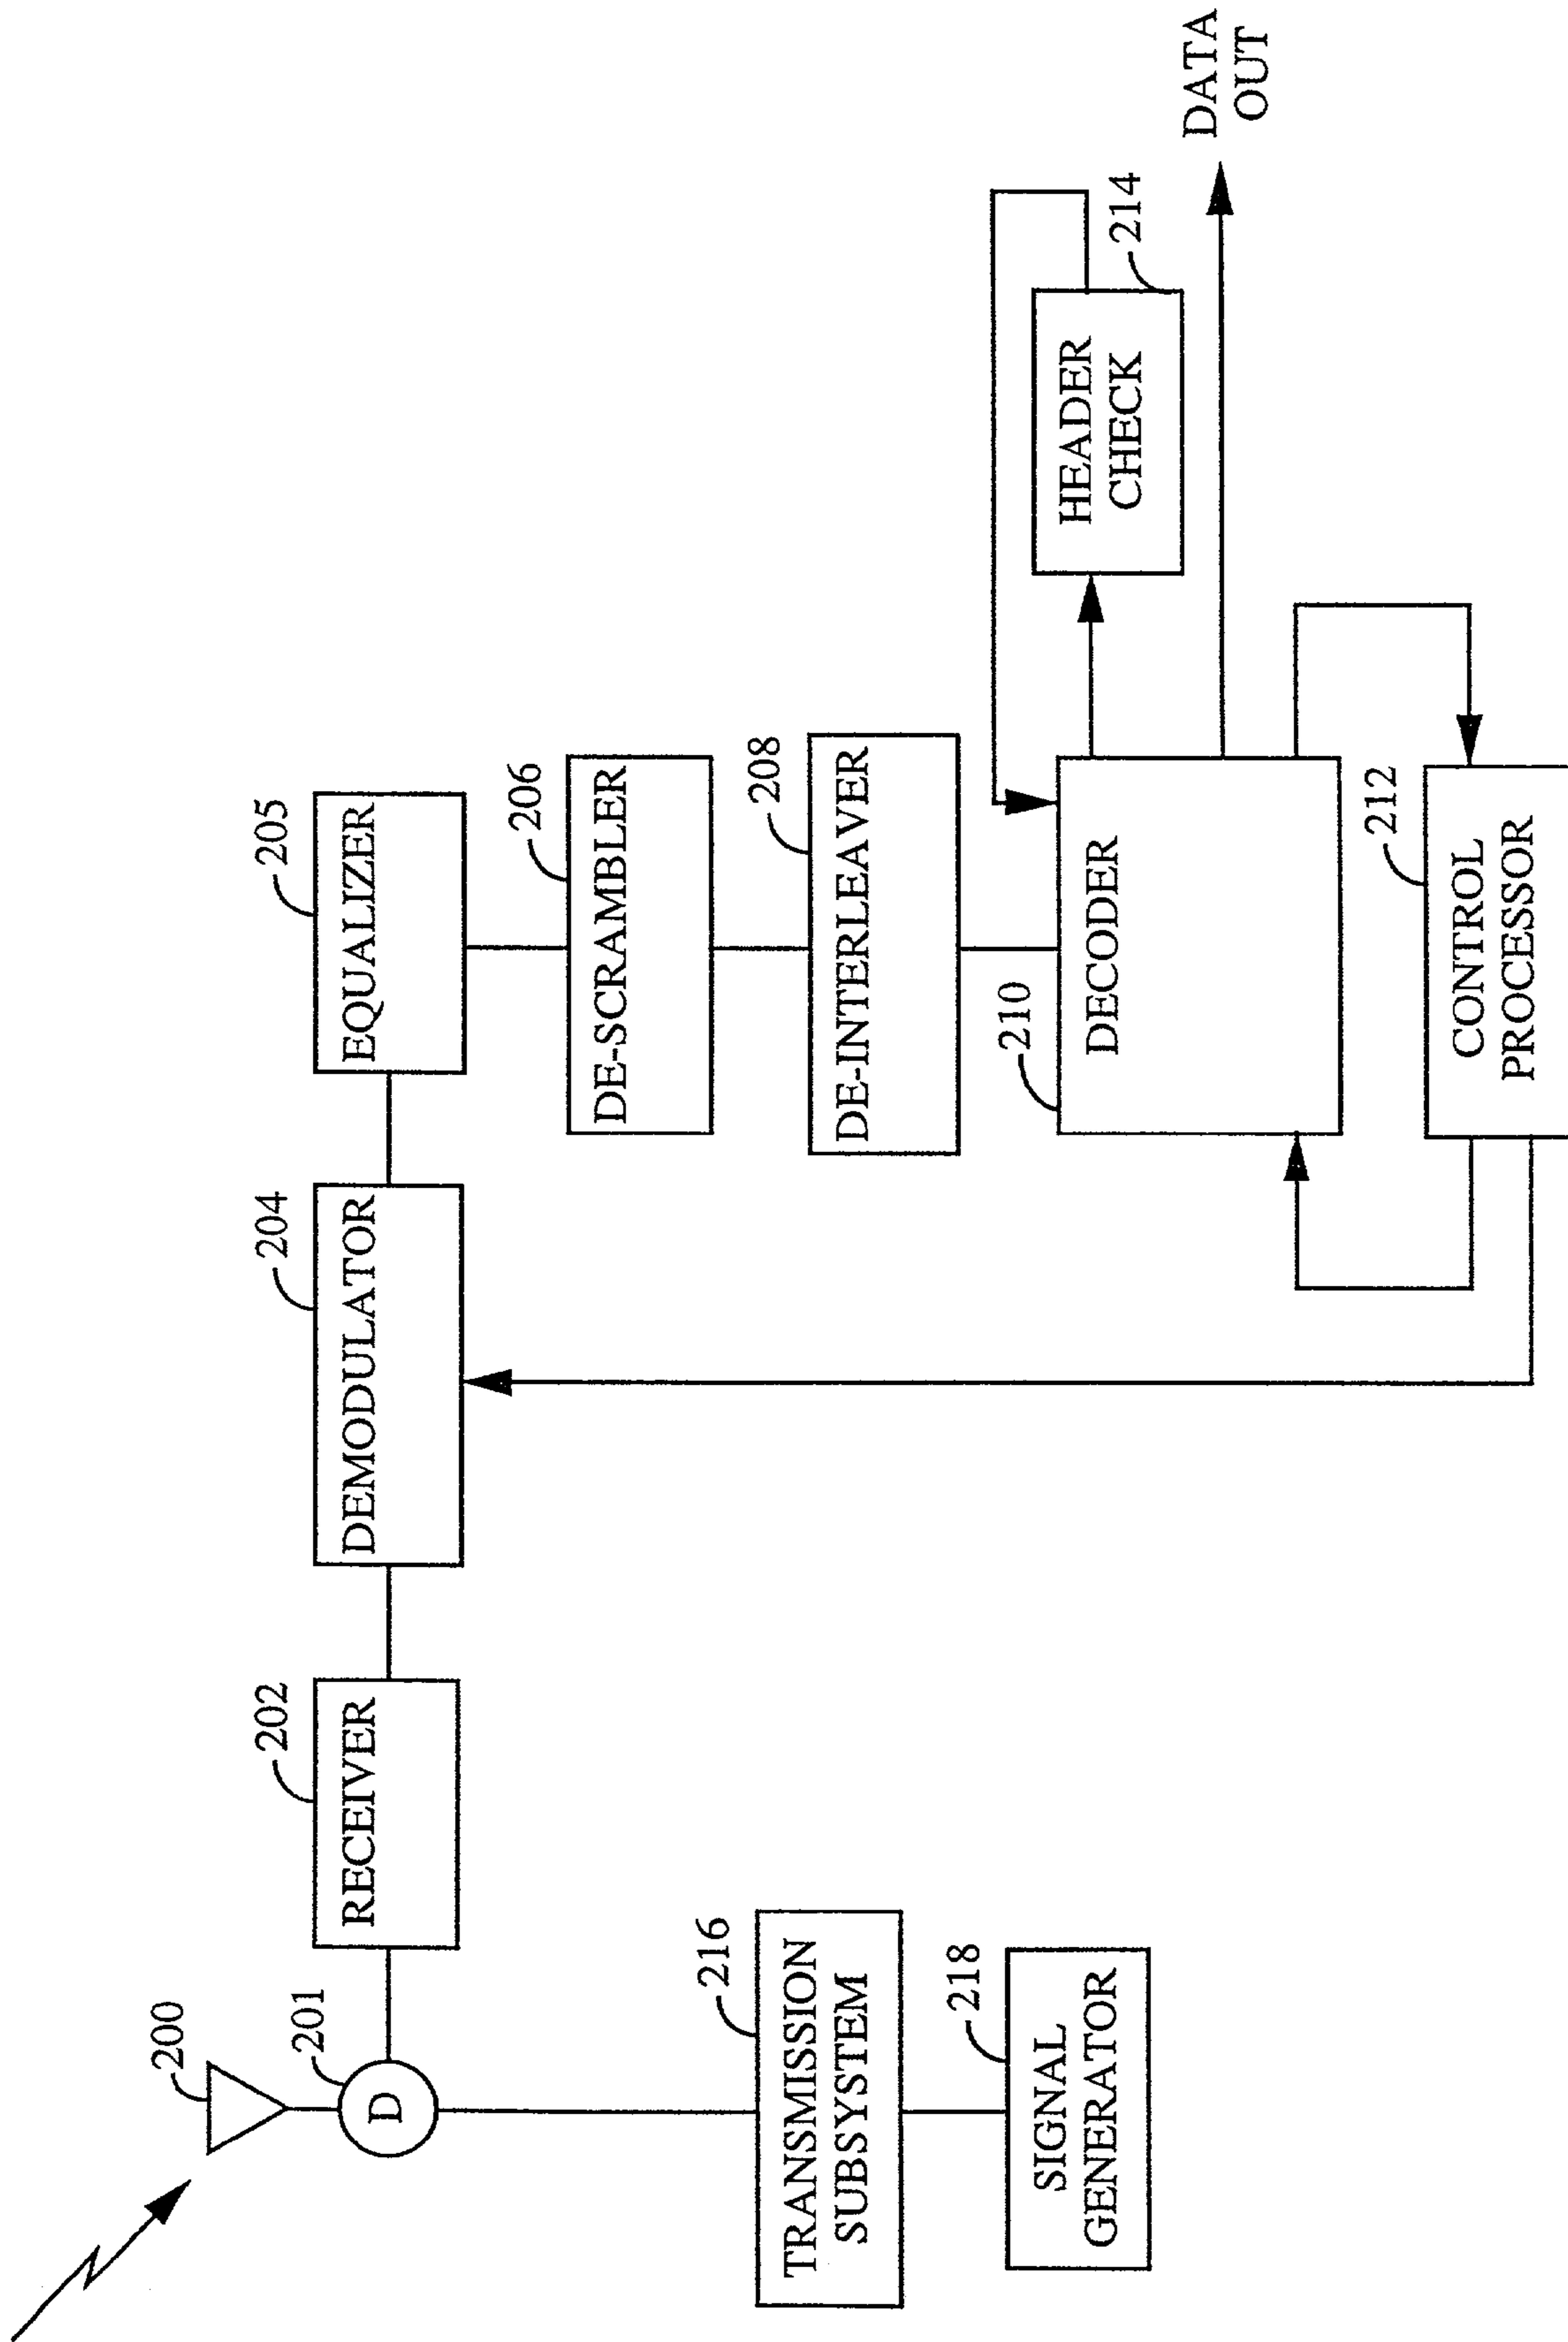 200
201
D
202
RECEIVER
204
DEMODULATOR
205
EQUALIZER
206
DE-SCRAMBLER
208
DE-INTERLEAVER
210
DECODER
214
HEADER
CHECK
DATA
OUT
212
CONTROL
PROCESSOR
216
TRANSMISSION
SUBSYSTEM
218
SIGNAL
GENERATOR